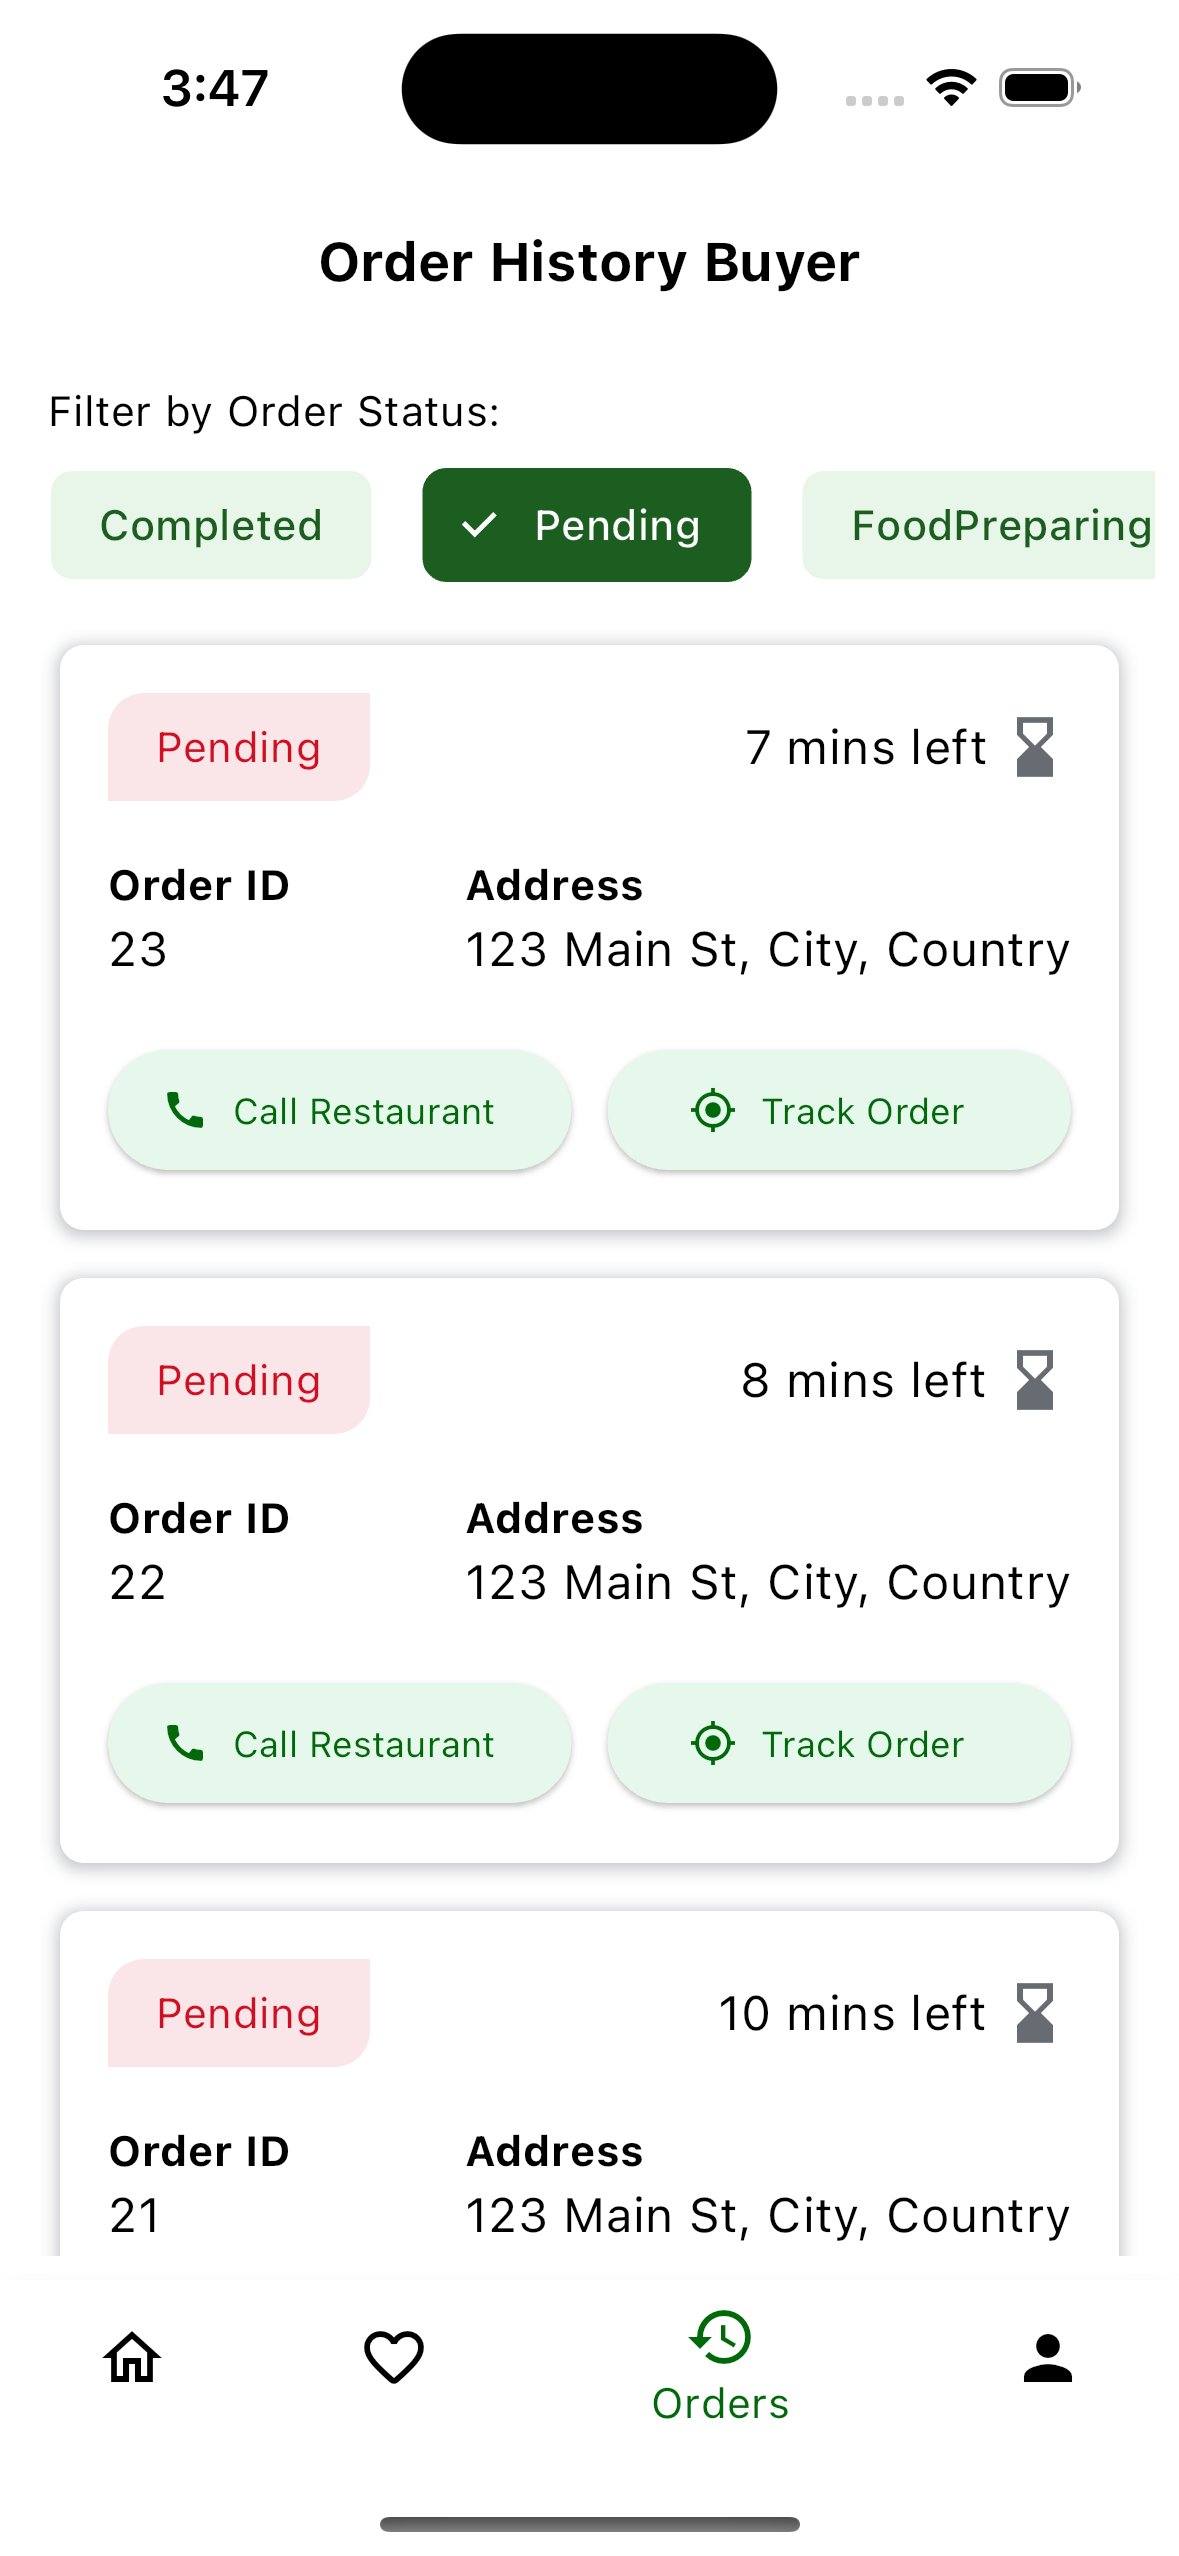 3:47
Order History Buyer
Filter by Order Status:
Completed Pending FoodPreparing
Pending 7 mins left
Order ID Address
23 123 Main St, City, Country
Call Restaurant Track Order
Pending 8 mins left
Order ID Address
22 123 Main St, City, Country
Call Restaurant Track Order
Pending 10 mins left
Order ID Address
21 123 Main St, City, Country
Orders